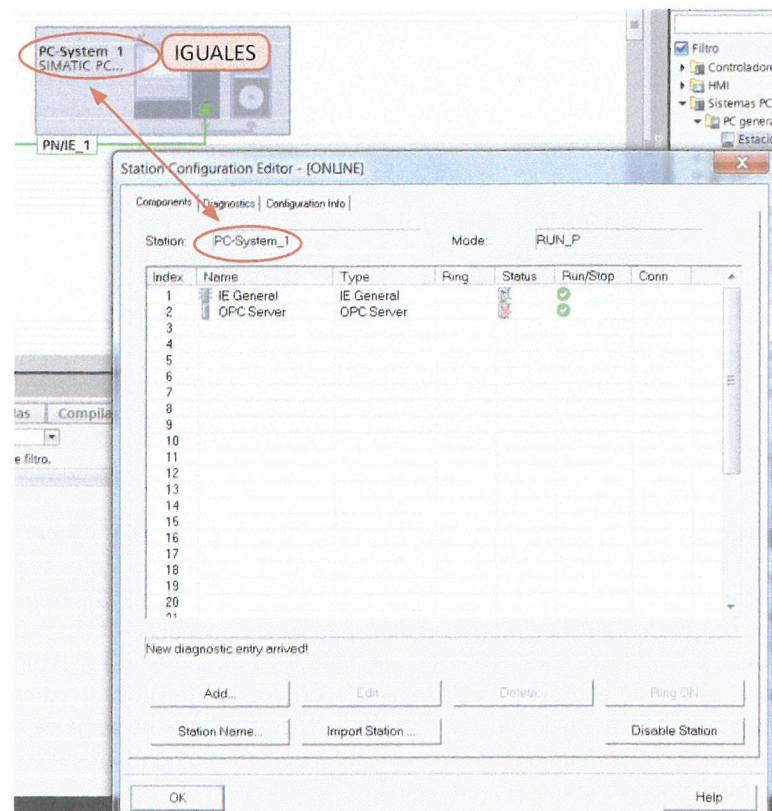 PC-System 1
SIMATIC PC...
IGUALES
PN/IE_1
Filtro
Controladore
HMI
Sistemas PC
PC genera
Estació
Station Configuration Editor - [ONLINE]
Components
Diagnostics
Configuration Info
Station:
PC-System_1
Mode:
RUN_P
Index Name Type Ring Status Run/Stop Conn
1 IE General IE General
2 OPC Server OPC Server
3
4
5
6
7
8
9
10
11
12
13
14
15
16
17
18
19
20
21
las
Compila
e filtro.
New diagnostic entry arrived!
Add...
Edit...
Delete...
Ring ON
Station Name...
Import Station ...
Disable Station
OK
Help